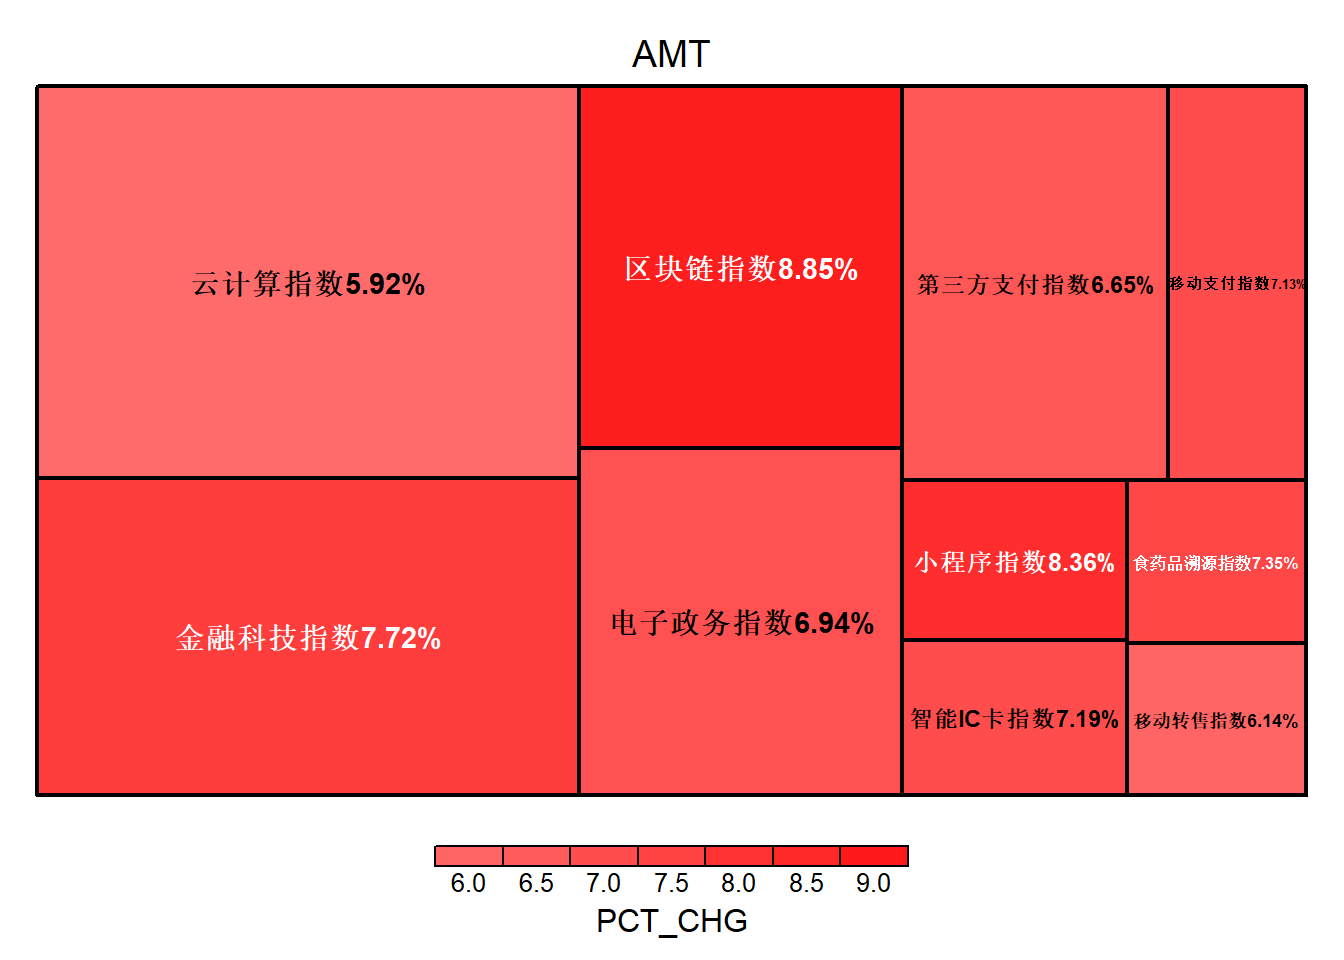 AMT
云计算指数5.92%
区块链指数8.85%
第三方支付指数6.65%
移动支付指数7.13%
金融科技指数7.72%
电子政务指数6.94%
小程序指数8.36%
食药品溯源指数7.35%
智能IC卡指数7.19%
移动转售指数6.14%
6.0 6.5 7.0 7.5 8.0 8.5 9.0
PCT_CHG